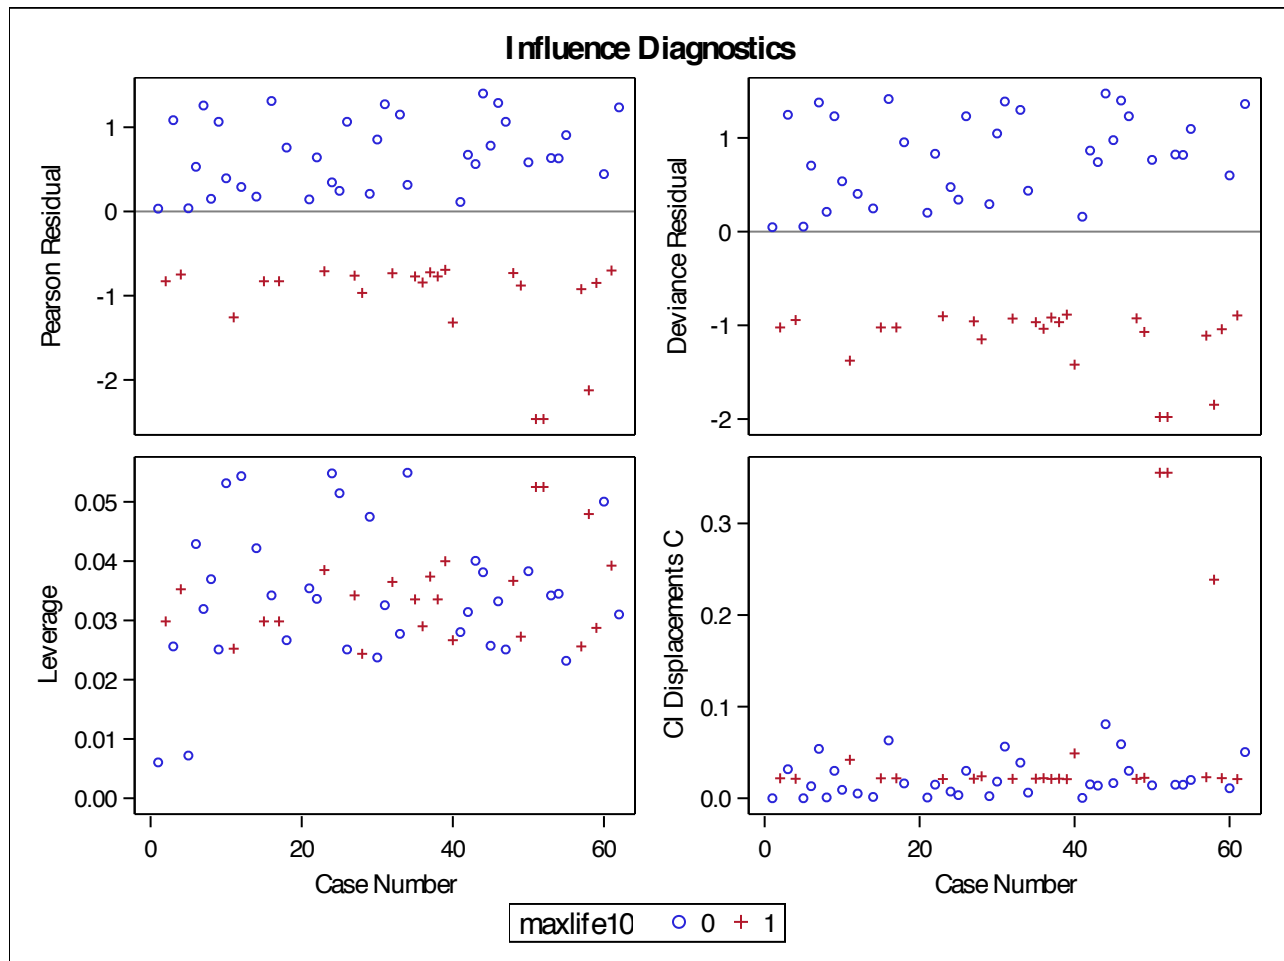 Influence Diagnostics
Pearson Residual
1
0
-1
-2
Deviance Residual
1
0
-1
-2
Leverage
0.05
0.04
0.03
0.02
0.01
0.00
0 20 40 60
Case Number
CI Displacements C
0.3
0.2
0.1
0.0
0 20 40 60
Case Number
maxlife10 0 1